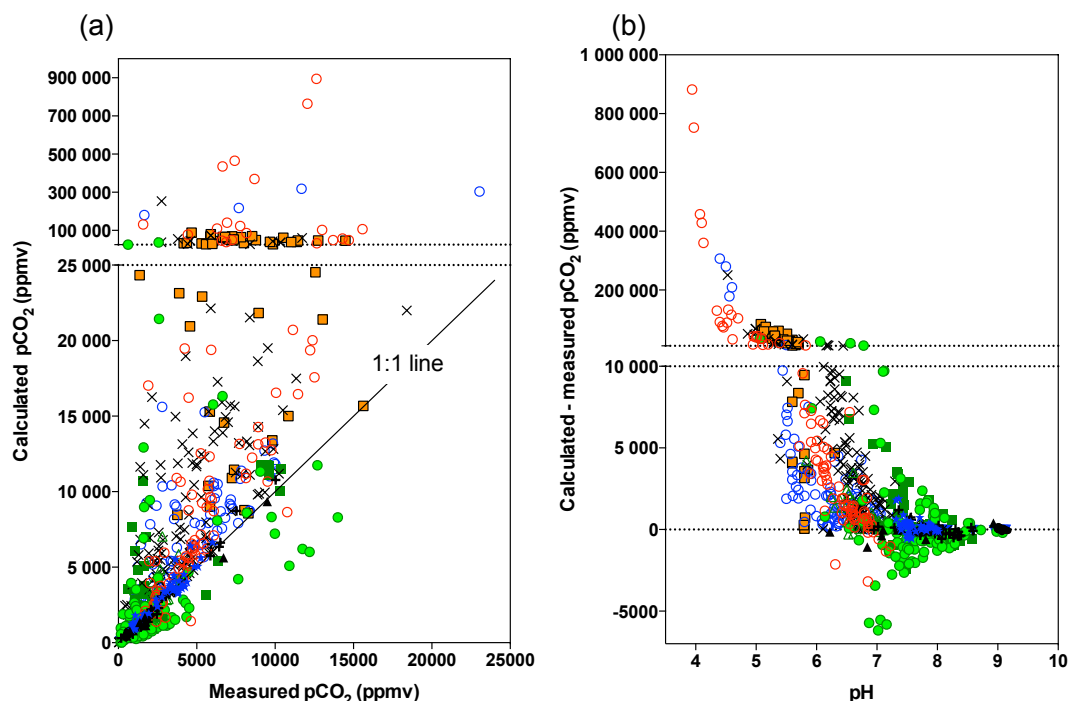 (a)
Calculated pCO₂ (ppmv)
900 000
700 000
500 000
300 000
100 000
25 000
20 000
15 000
10 000
5 000
0
1:1 line
0 5000 10000 15000 20000 25000
Measured pCO₂ (ppmv)
(b)
Calculated - measured pCO₂ (ppmv)
1 000 000
800 000
600 000
400 000
200 000
10 000
5 000
0
-5000
4 5 6 7 8 9 10
pH